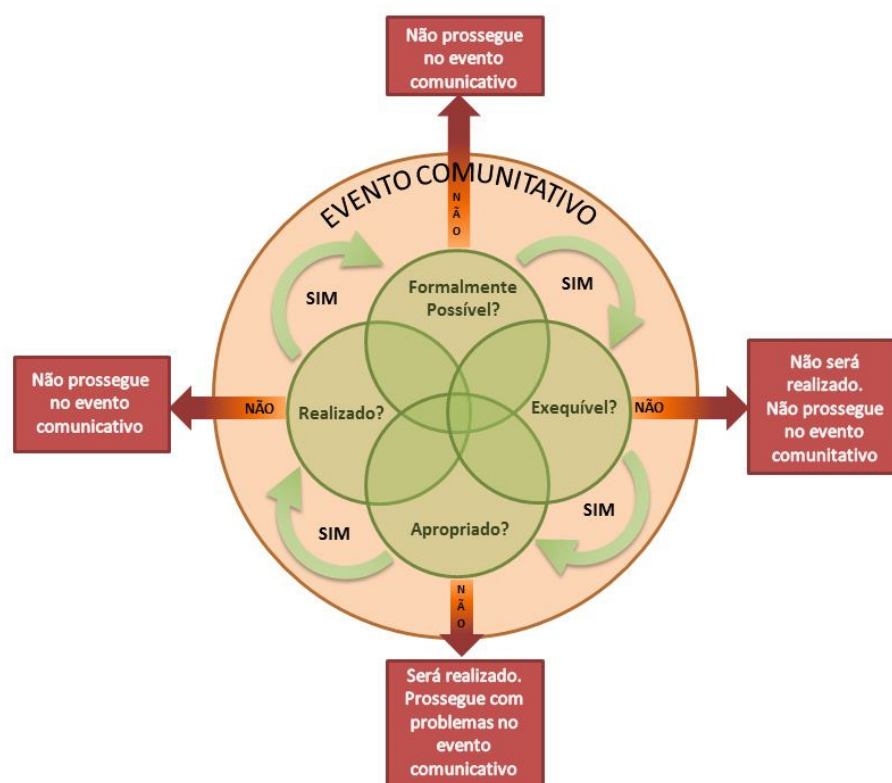 Não prossegue
no evento
comunicativo
EVENTO COMUNITATIVO
NÃO
Formalmente
Possível?
SIM
SIM
Não prossegue
no evento
comunicativo
NÃO
Realizado?
Exequível?
NÃO
Não será
realizado.
Não prossegue
no evento
comunitativo
SIM
Apropriado?
SIM
NÃO
Será realizado.
Prossegue com
problemas no
evento
comunicativo